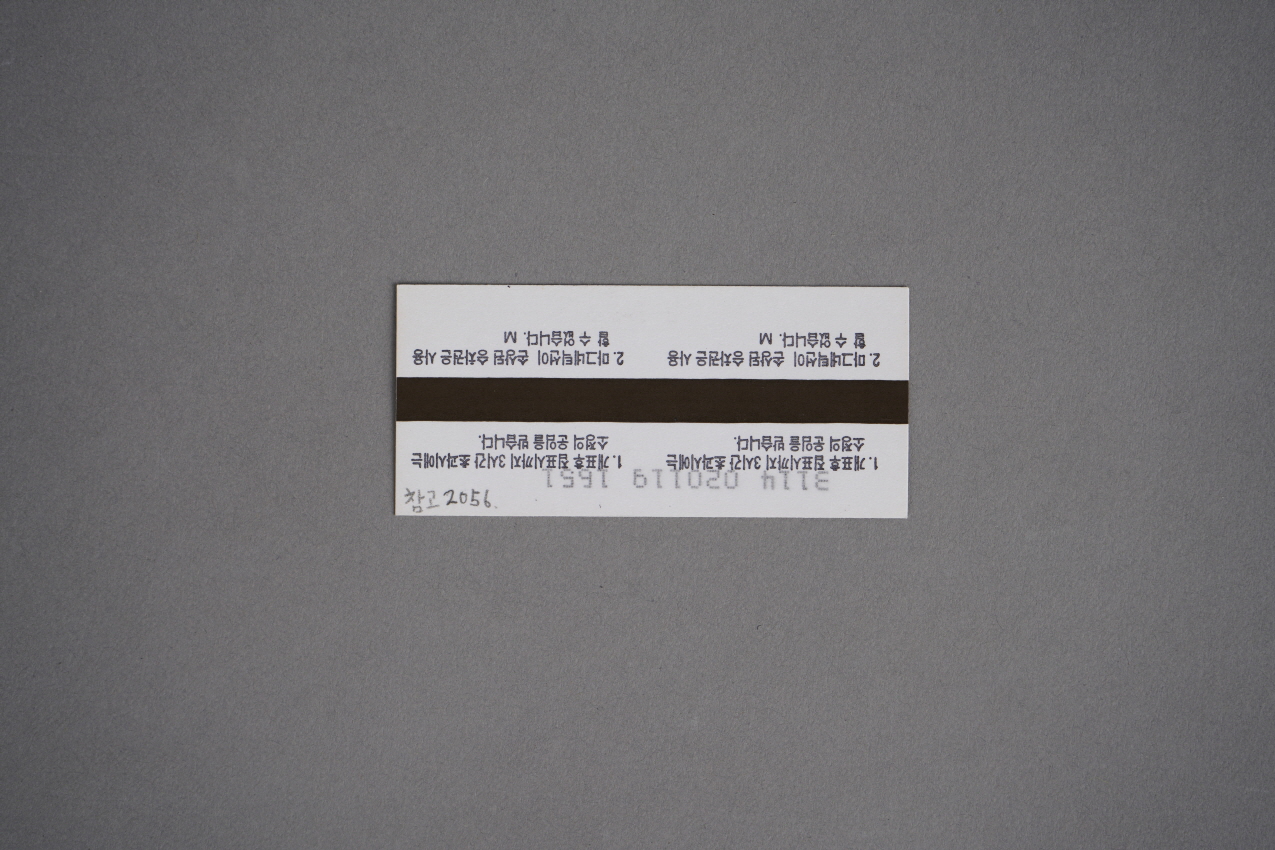 3114 020119 1651
1. 개표후 집표시까지 3시간 초과시에는
소정의 운임을 받습니다.
2. 마그네틱선이 손상된 승차권은 사용
할 수 없습니다. M
1. 개표후 집표시까지 3시간 초과시에는
소정의 운임을 받습니다.
2. 마그네틱선이 손상된 승차권은 사용
할 수 없습니다. M
참고2056.